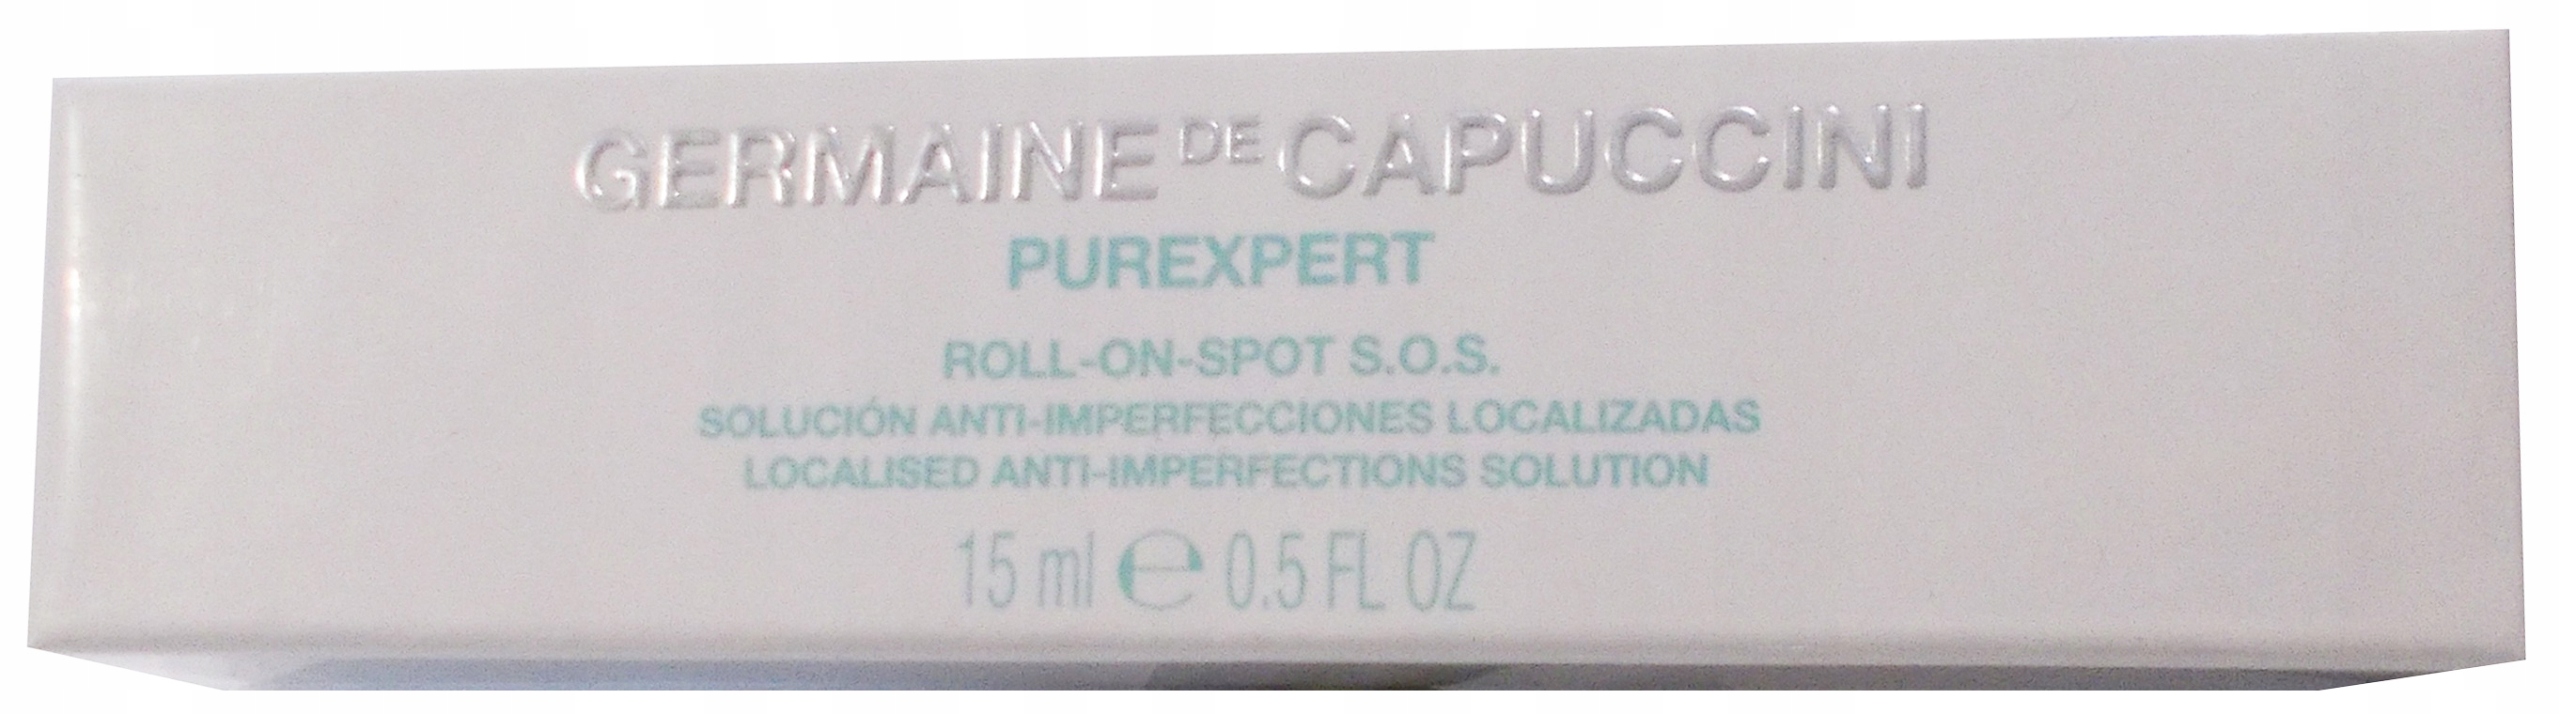 GERMAINE DE CAPUCCINI
PUREXPERT
ROLL-ON-SPOT S.O.S.
SOLUCIÓN ANTI-IMPERFECCIONES LOCALIZADAS
LOCALISED ANTI-IMPERFECTIONS SOLUTION
15 ml e 0.5 FL OZ